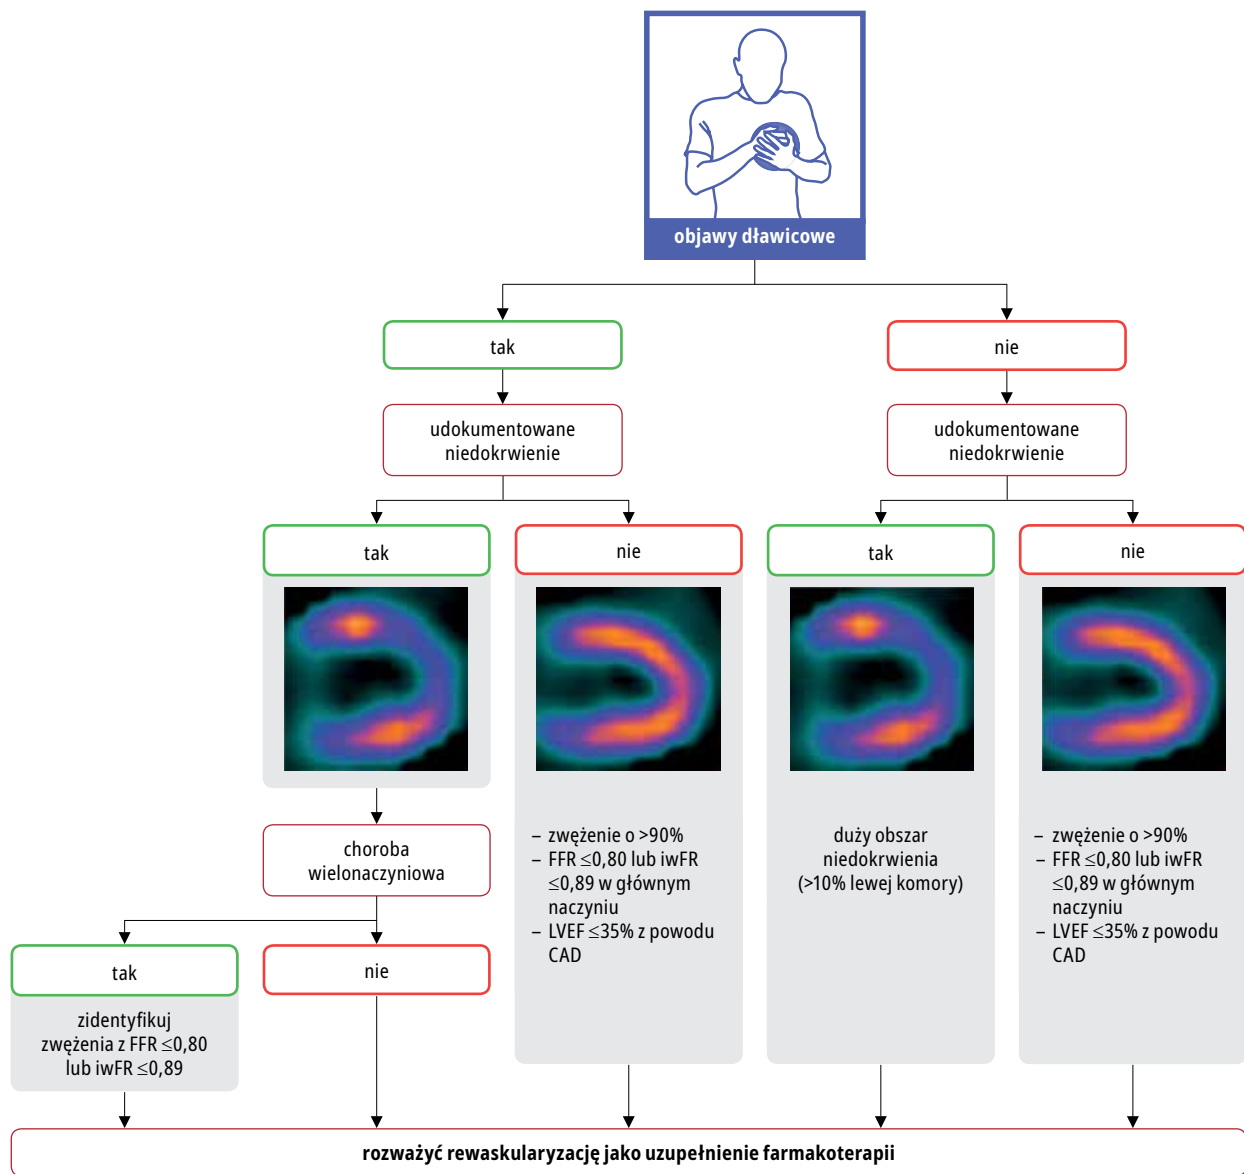 objawy dławicowe
tak
nie
udokumentowane
niedokrwienie
udokumentowane
niedokrwienie
tak
nie
tak
nie
choroba
wielonaczyniowa
– zwężenie o >90%
– FFR ≤0,80 lub iwFR
≤0,89 w głównym
naczyniu
– LVEF ≤35% z powodu
CAD
duży obszar
niedokrwienia
(>10% lewej komory)
– zwężenie o >90%
– FFR ≤0,80 lub iwFR
≤0,89 w głównym
naczyniu
– LVEF ≤35% z powodu
CAD
tak
nie
zidentyfikuj
zwężenia z FFR ≤0,80
lub iwFR ≤0,89
rozważyć rewaskularyzację jako uzupełnienie farmakoterapii